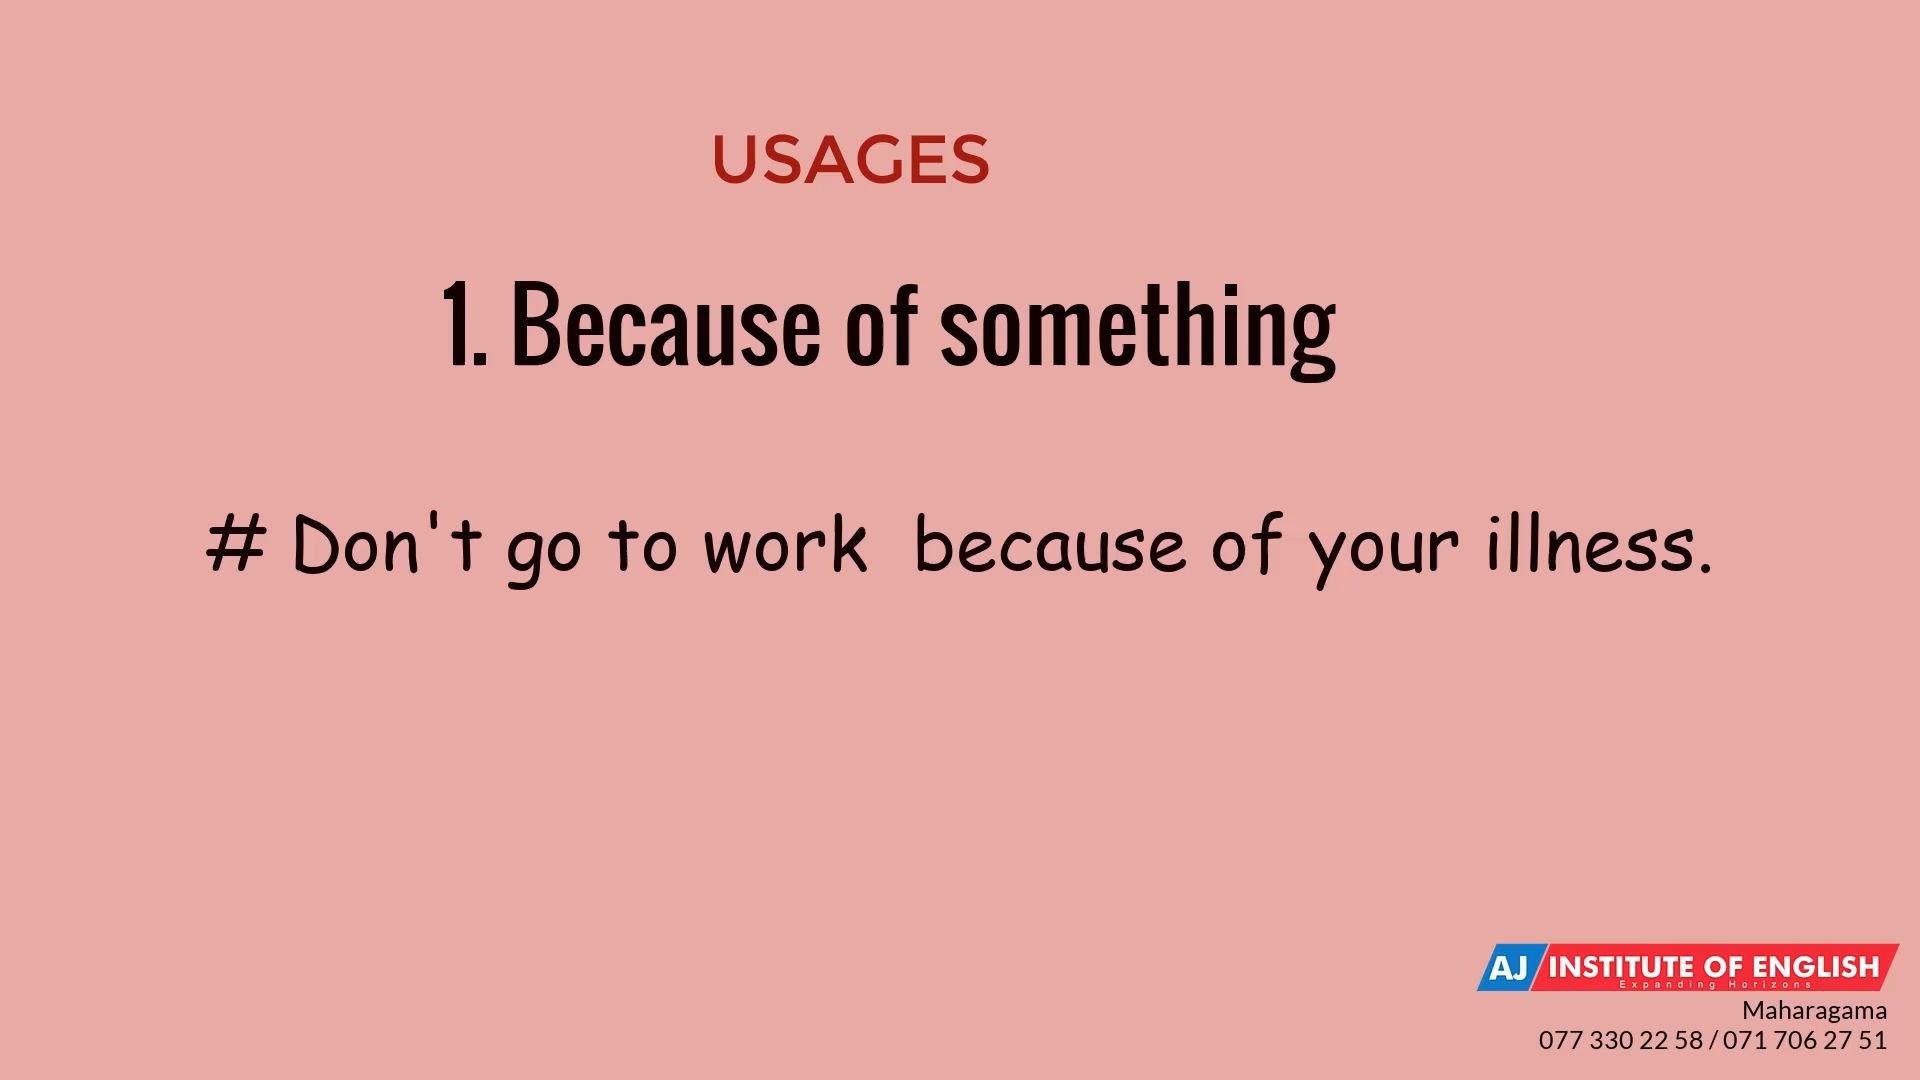 USAGES
1. Because of something
# Don't go to work because of your illness.
AJ INSTITUTE OF ENGLISH
Expanding Horizons
Maharagama
077 330 22 58 / 071 706 27 51